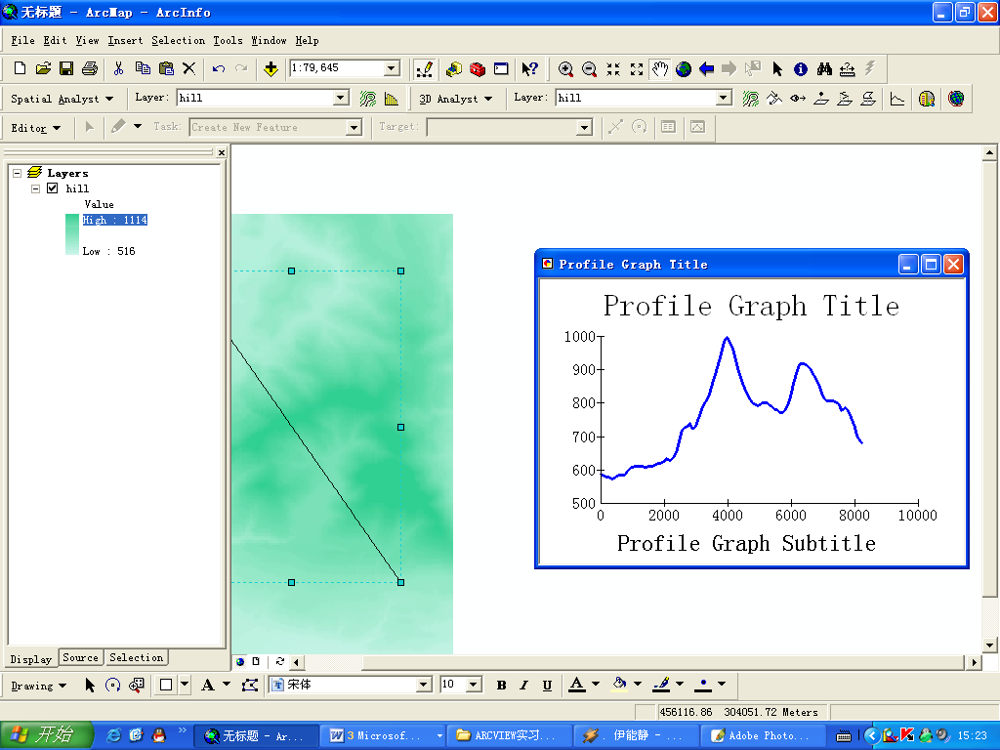 无标题 - ArcMap - ArcInfo
File Edit View Insert Selection Tools Window Help
1:79,645
Spatial Analyst Layer: hill 3D Analyst Layer: hill
Editor Task: Create New Feature Target:
Layers
hill
Value
High : 1114
Low : 516
Profile Graph Title
Profile Graph Title
1000
900
800
700
600
500
0 2000 4000 6000 8000 10000
Profile Graph Subtitle
Display Source Selection
Drawing A 宋体 10 B I U A
456116.86 304051.72 Meters
开始 无标题 - Ar... 3 Microsof... ARCVIEW实习... . 伊能静 - ... Adobe Photo... 15:23